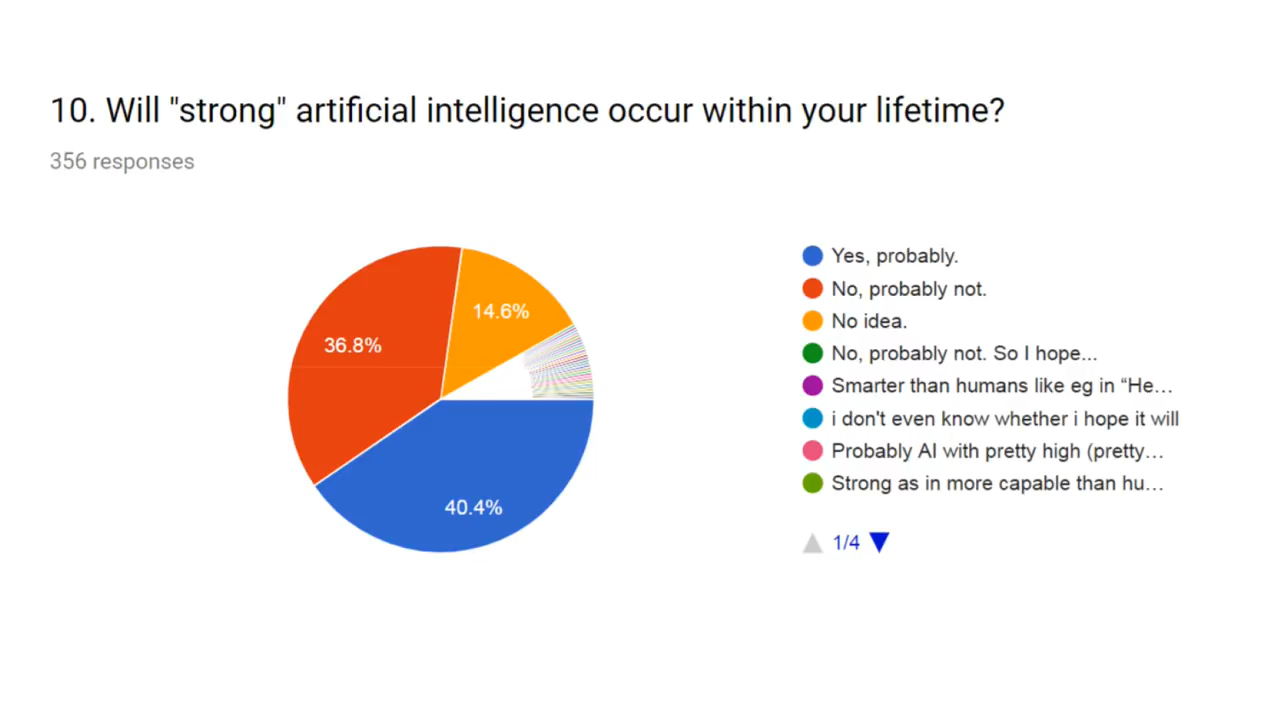 10. Will "strong" artificial intelligence occur within your lifetime?
356 responses
36.8%
14.6%
40.4%
Yes, probably.
No, probably not.
No idea.
No, probably not. So I hope...
Smarter than humans like eg in “He…
i don't even know whether i hope it will
Probably AI with pretty high (pretty…
Strong as in more capable than hu…
1/4